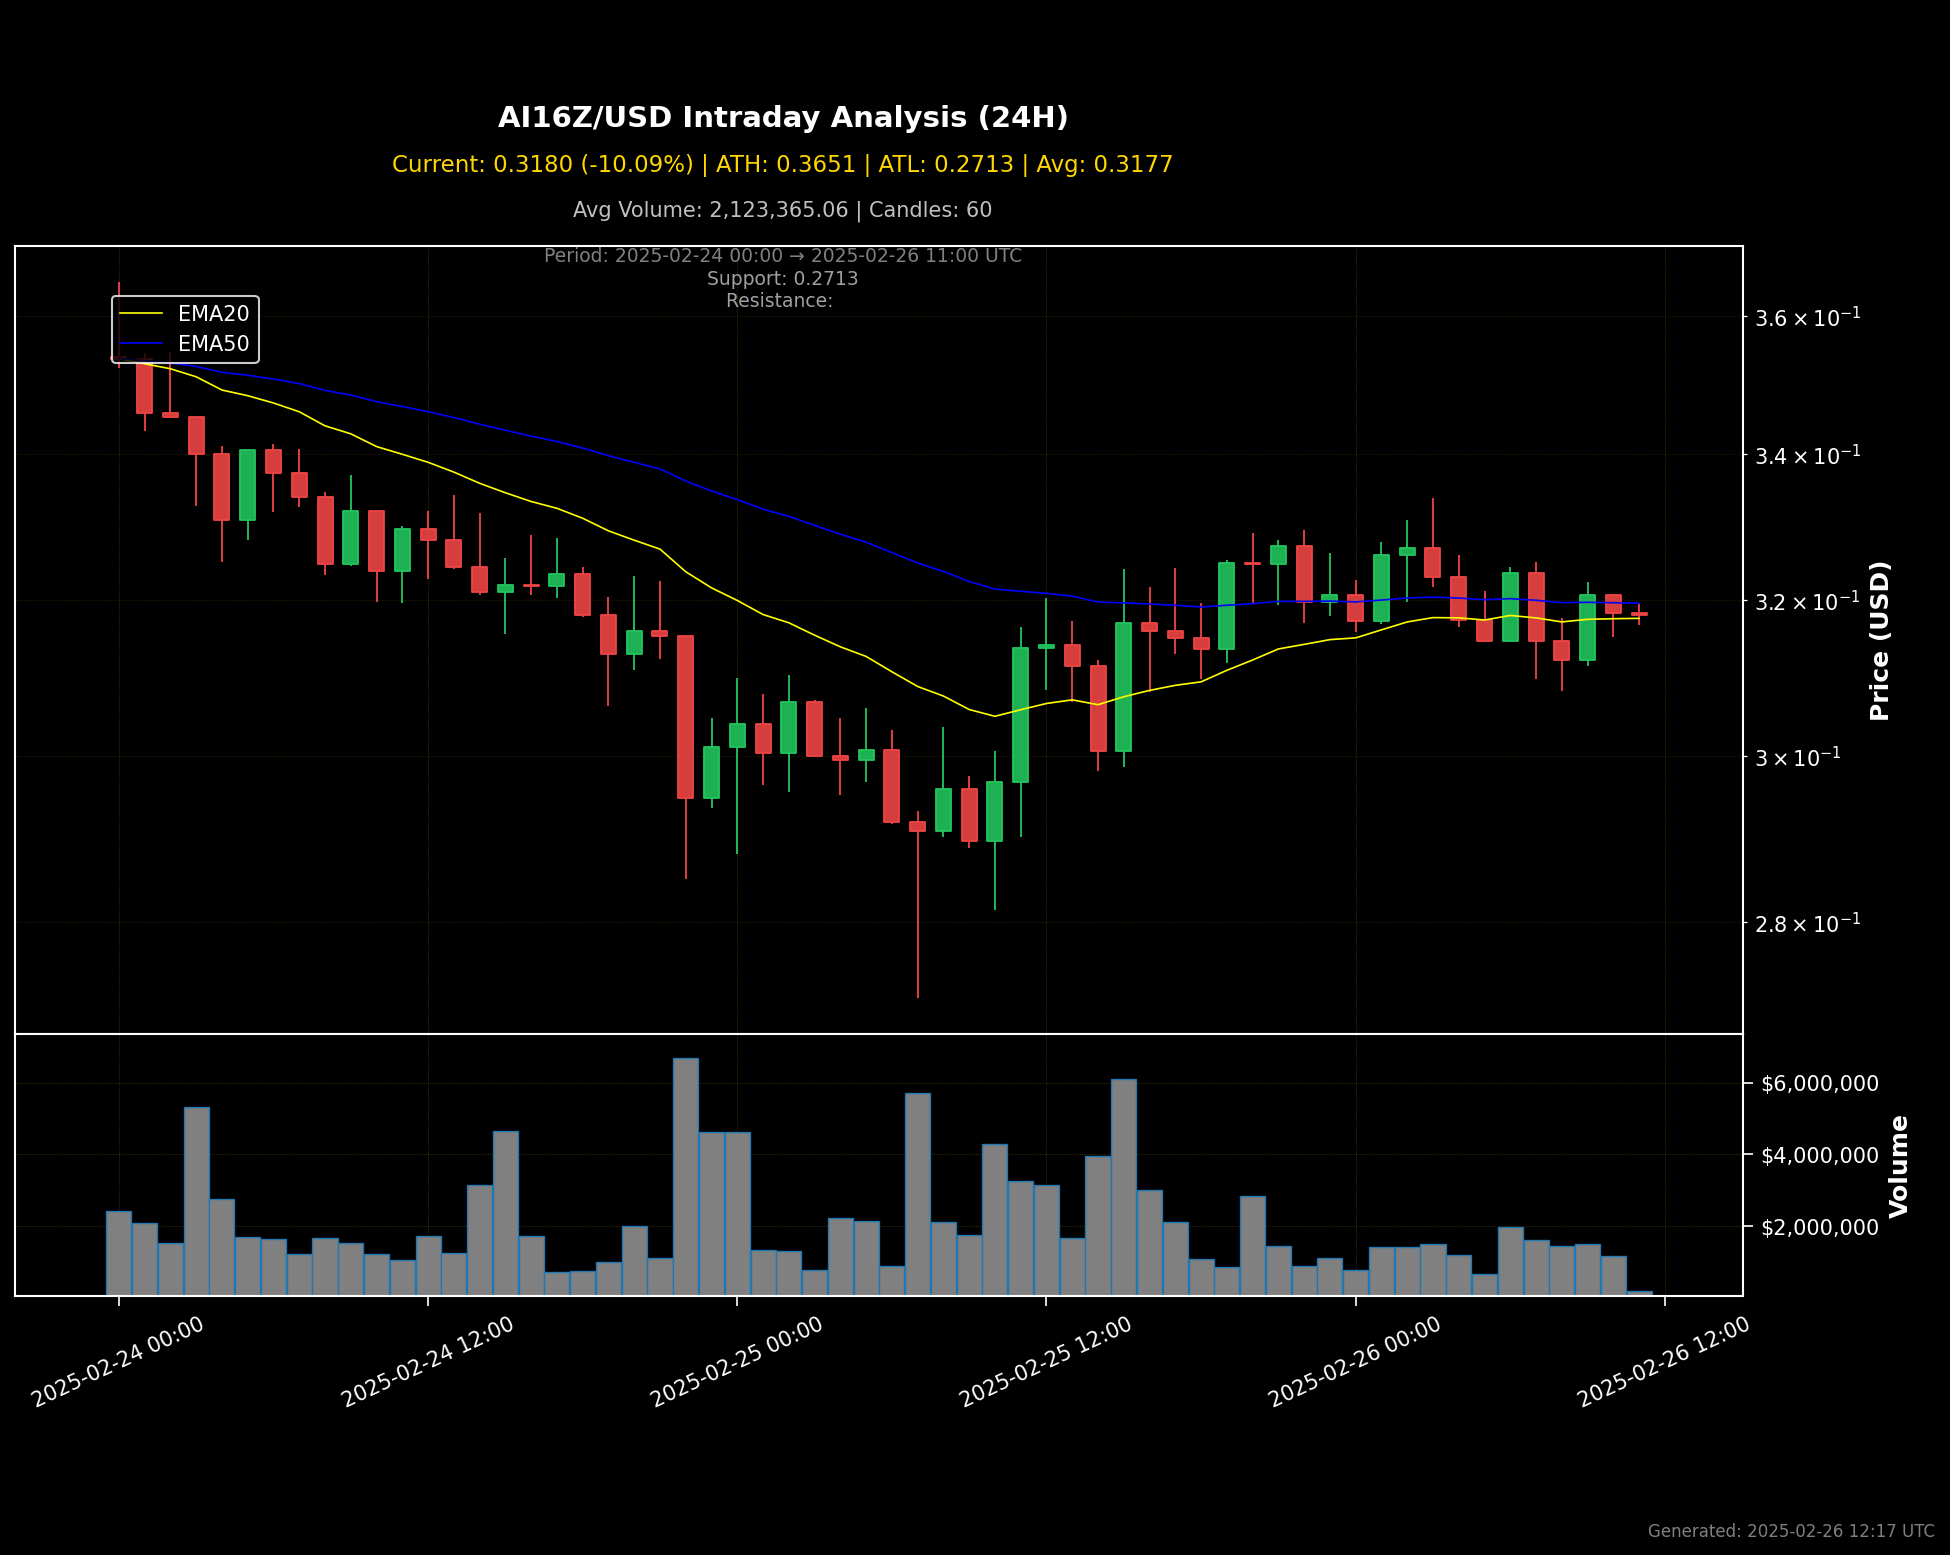 AI16Z/USD Intraday Analysis (24H)
Current: 0.3180 (-10.09%) | ATH: 0.3651 | ATL: 0.2713 | Avg: 0.3177
Avg Volume: 2,123,365.06 | Candles: 60
Period: 2025-02-24 00:00 → 2025-02-26 11:00 UTC
Support: 0.2713
Resistance:
EMA20
EMA50
3.6 × 10⁻¹
3.4 × 10⁻¹
3.2 × 10⁻¹
3 × 10⁻¹
2.8 × 10⁻¹
Price (USD)
$6,000,000
$4,000,000
$2,000,000
Volume
2025-02-24 00:00
2025-02-24 12:00
2025-02-25 00:00
2025-02-25 12:00
2025-02-26 00:00
2025-02-26 12:00
Generated: 2025-02-26 12:17 UTC